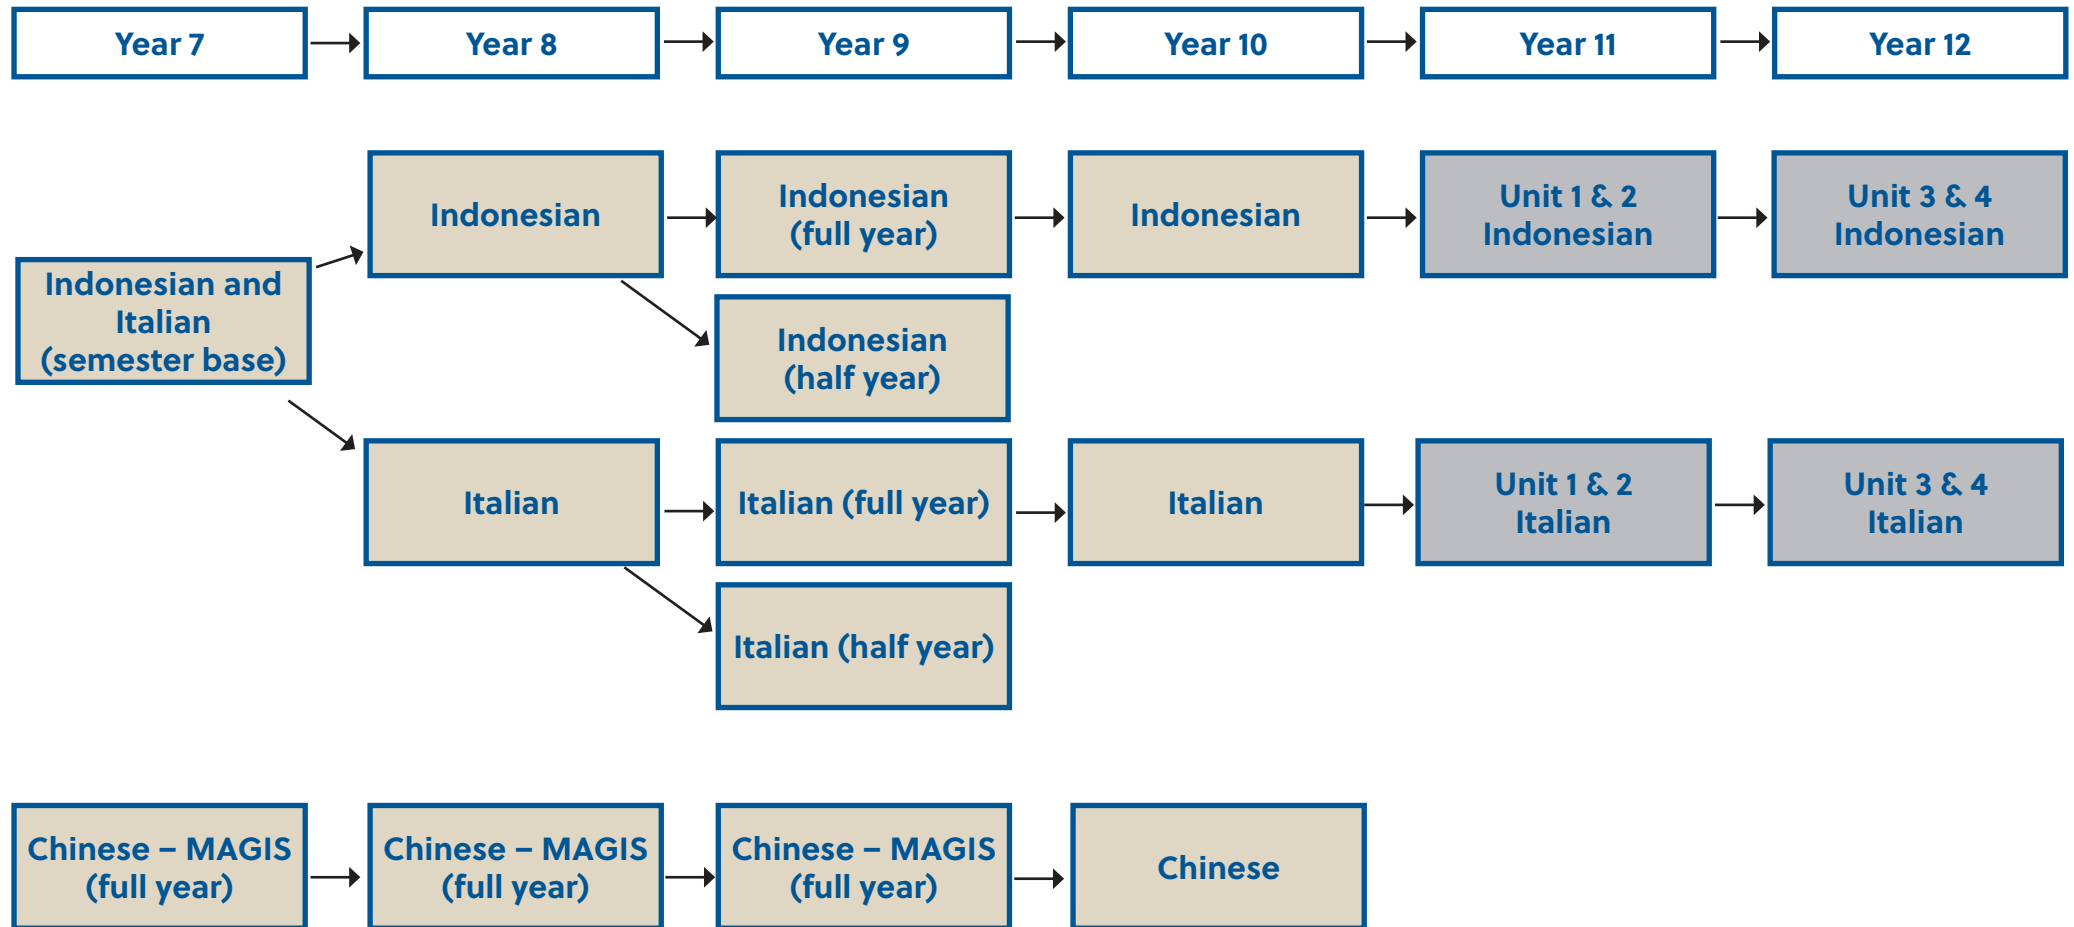 Year 7
Year 8
Year 9
Year 10
Year 11
Year 12
Indonesian and
Italian
(semester base)
Indonesian
Indonesian
(full year)
Indonesian
Unit 1 & 2
Indonesian
Unit 3 & 4
Indonesian
Indonesian
(half year)
Italian
Italian (full year)
Italian
Unit 1 & 2
Italian
Unit 3 & 4
Italian
Italian (half year)
Chinese – MAGIS
(full year)
Chinese – MAGIS
(full year)
Chinese – MAGIS
(full year)
Chinese